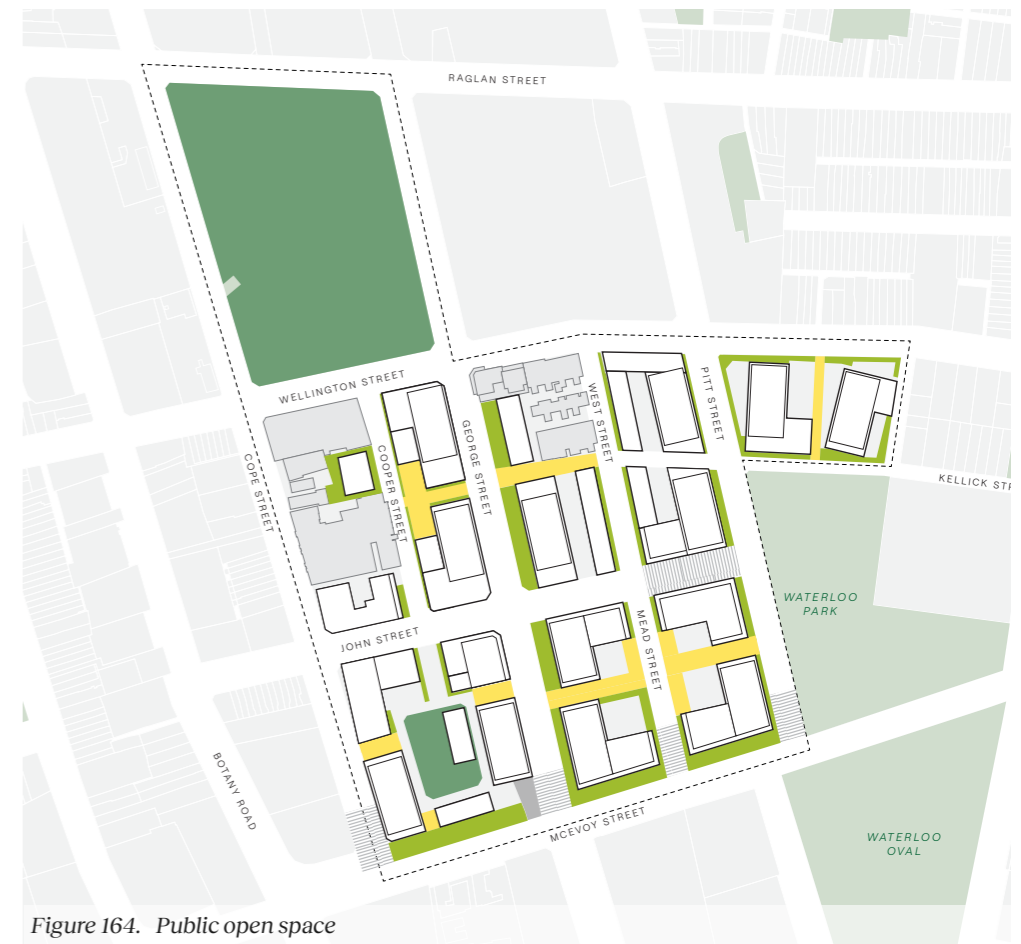 RAGLAN STREET
WELLINGTON STREET
PITT STREET
WEST STREET
GEORGE STREET
COOPER STREET
COPE STREET
KELLICK STR
WATERLOO
PARK
JOHN STREET
MEAD STREET
BOTANY ROAD
MCEVOY STREET
WATERLOO
OVAL
Figure 164. Public open space